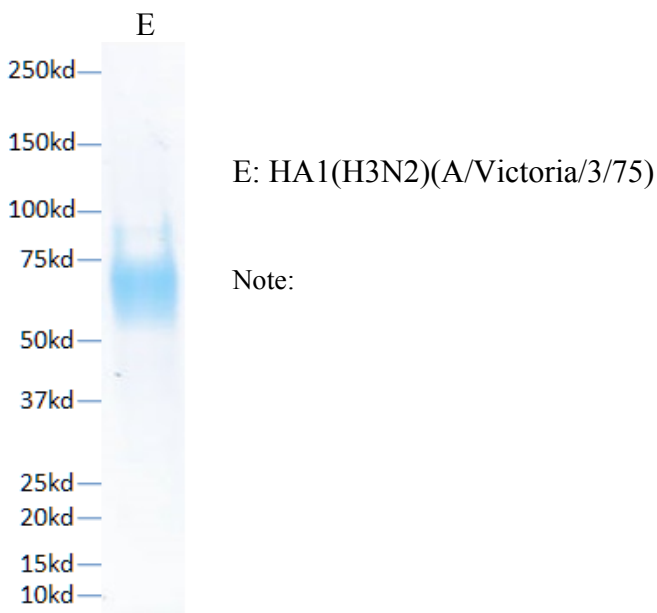 E
250kd
150kd
E: HA1(H3N2)(A/Victoria/3/75)
100kd
75kd
Note:
50kd
37kd
25kd
20kd
15kd
10kd